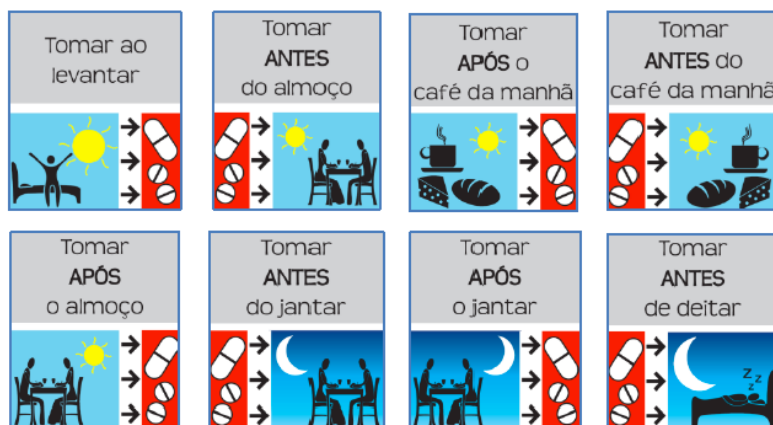 Tomar ao
levantar
Tomar
ANTES
do almoço
Tomar
APÓS o
café da manhã
Tomar
ANTES do
café da manhã
Tomar
APÓS
o almoço
Tomar
ANTES
do jantar
Tomar
APÓS
o jantar
Tomar
ANTES
de deitar
z z
z